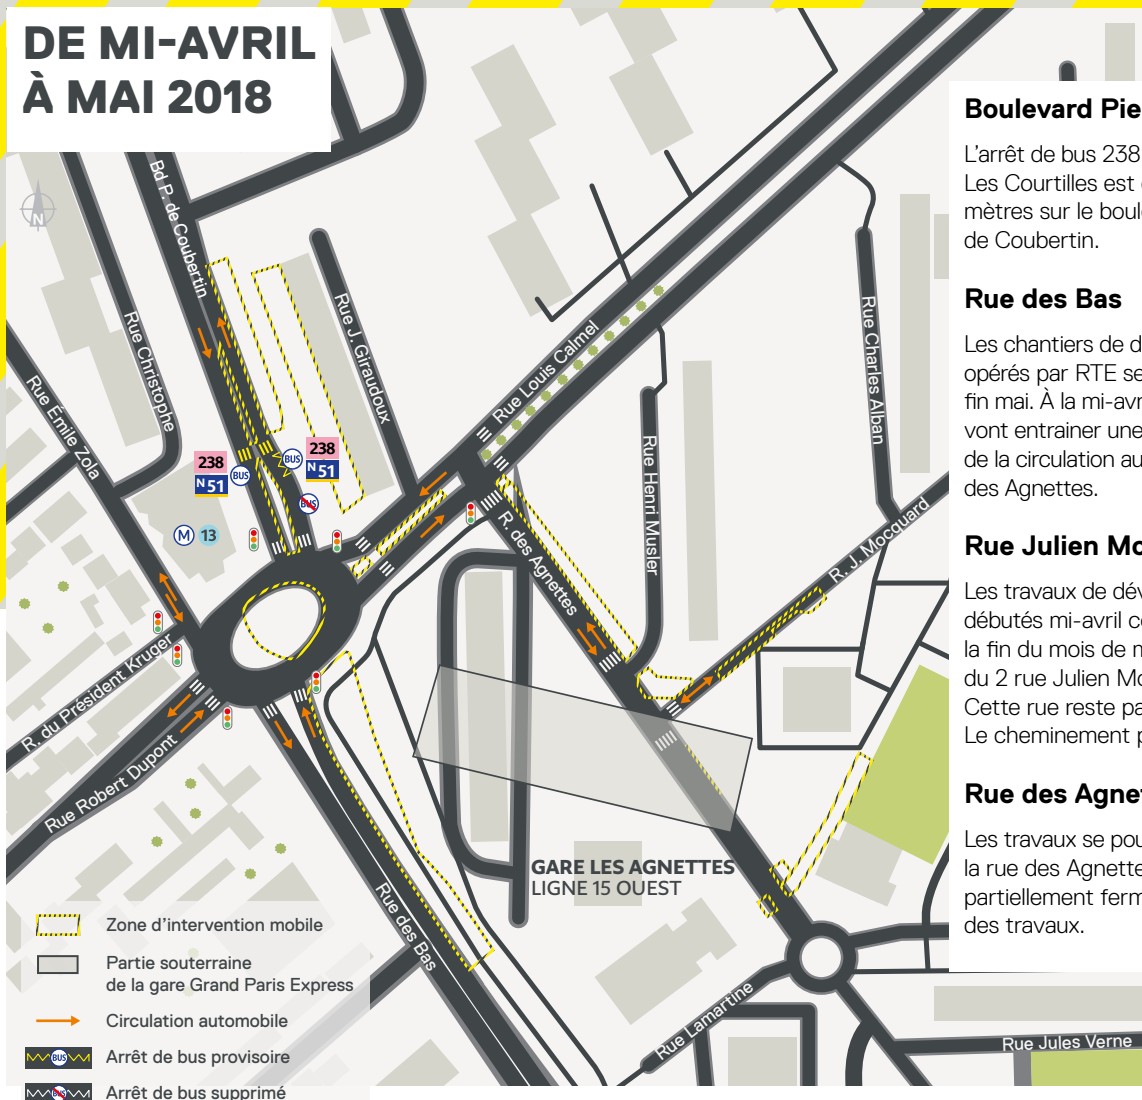 DE MI-AVRIL
À MAI 2018
N
Bd P. de Coubertin
Rue Christophe
Rue Émile Zola
Rue J. Giraudoux
Rue Louis Calmel
Rue Charles Alban
Rue Henri Musler
R. J. Mocquard
R. des Agnettes
238
N 51
BUS
BUS
238
N 51
BUS
M 13
R. du Président Kruger
Rue Robert Dupont
Rue des Bas
GARE LES AGNETTES
LIGNE 15 OUEST
Rue Lamartine
Rue Jules Verne
Zone d'intervention mobile
Partie souterraine
de la gare Grand Paris Express
Circulation automobile
BUS Arrêt de bus provisoire
BUS Arrêt de bus supprimé
Boulevard Pie
L'arrêt de bus 238
Les Courtilles est
mètres sur le boul
de Coubertin.
Rue des Bas
Les chantiers de d
opérés par RTE se
fin mai. À la mi-avr
vont entrainer une
de la circulation au
des Agnettes.
Rue Julien Mo
Les travaux de dév
débutés mi-avril co
la fin du mois de m
du 2 rue Julien Mo
Cette rue reste pa
Le cheminement p
Rue des Agnet
Les travaux se pou
la rue des Agnette
partiellement ferm
des travaux.